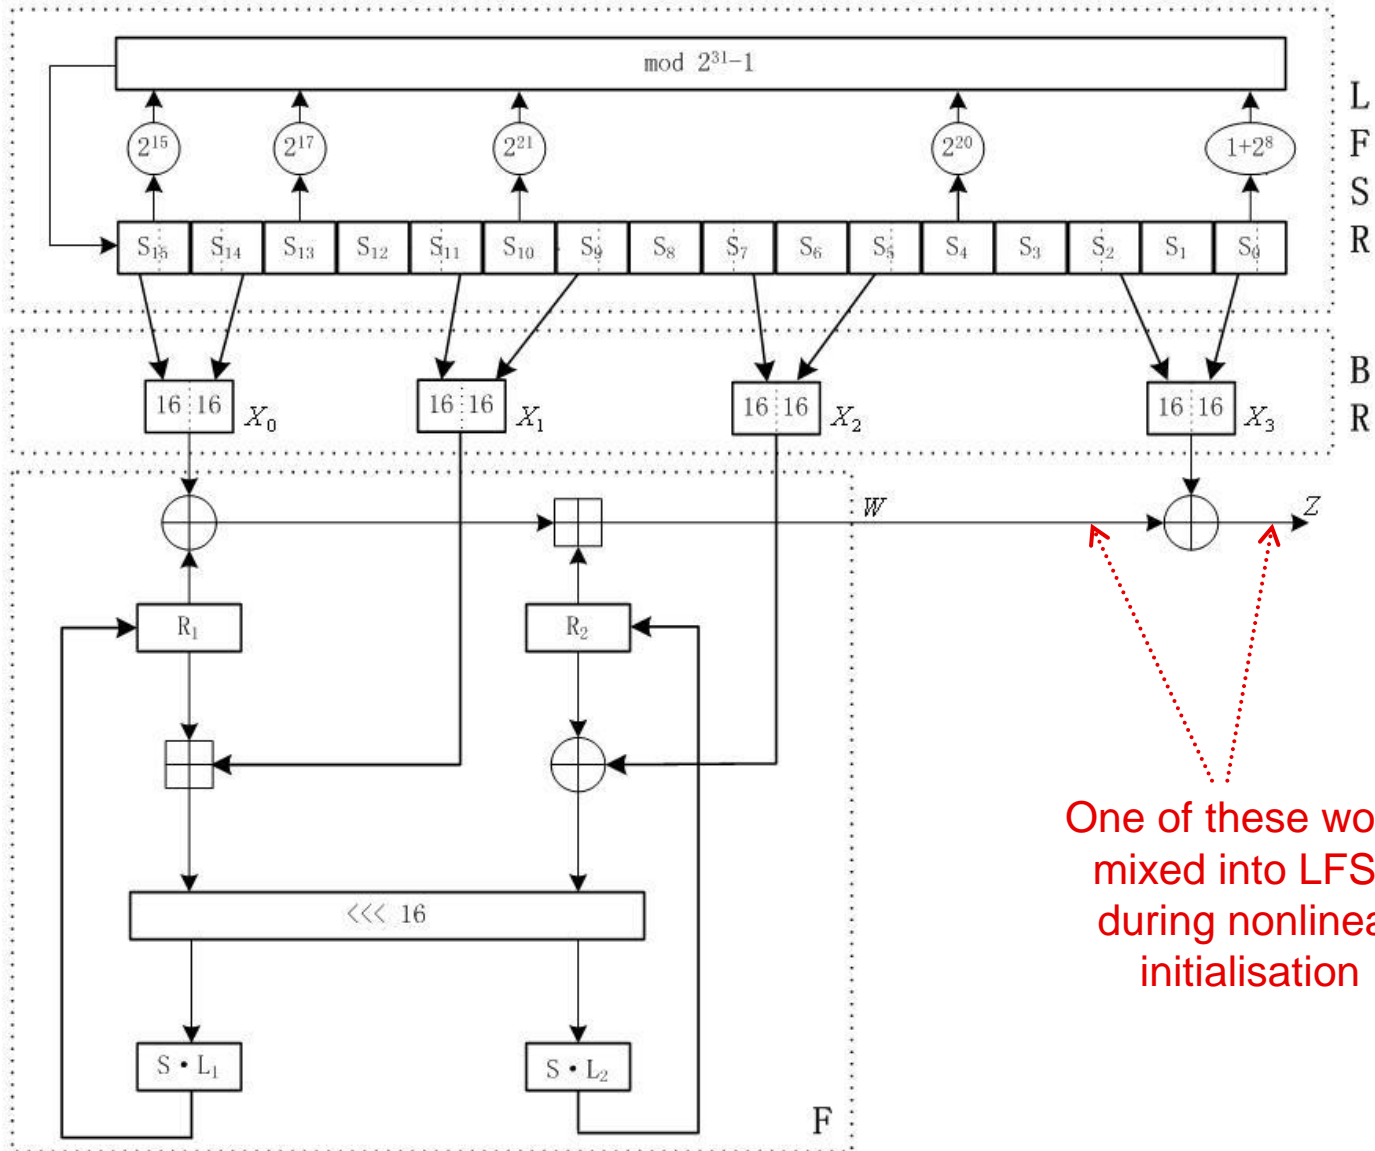 mod 2³¹−1
L
F
S
R
2¹⁵ 2¹⁷ 2²¹ 2²⁰ 1+2⁸
S₁₅ S₁₄ S₁₃ S₁₂ S₁₁ S₁₀ S₉ S₈ S₇ S₆ S₅ S₄ S₃ S₂ S₁ S₀
B
R
16 16 X₀ 16 16 X₁ 16 16 X₂ 16 16 X₃
W Z
R₁ R₂
<<< 16
S • L₁ S • L₂
F
One of these wo
mixed into LFS
during nonlinea
initialisation